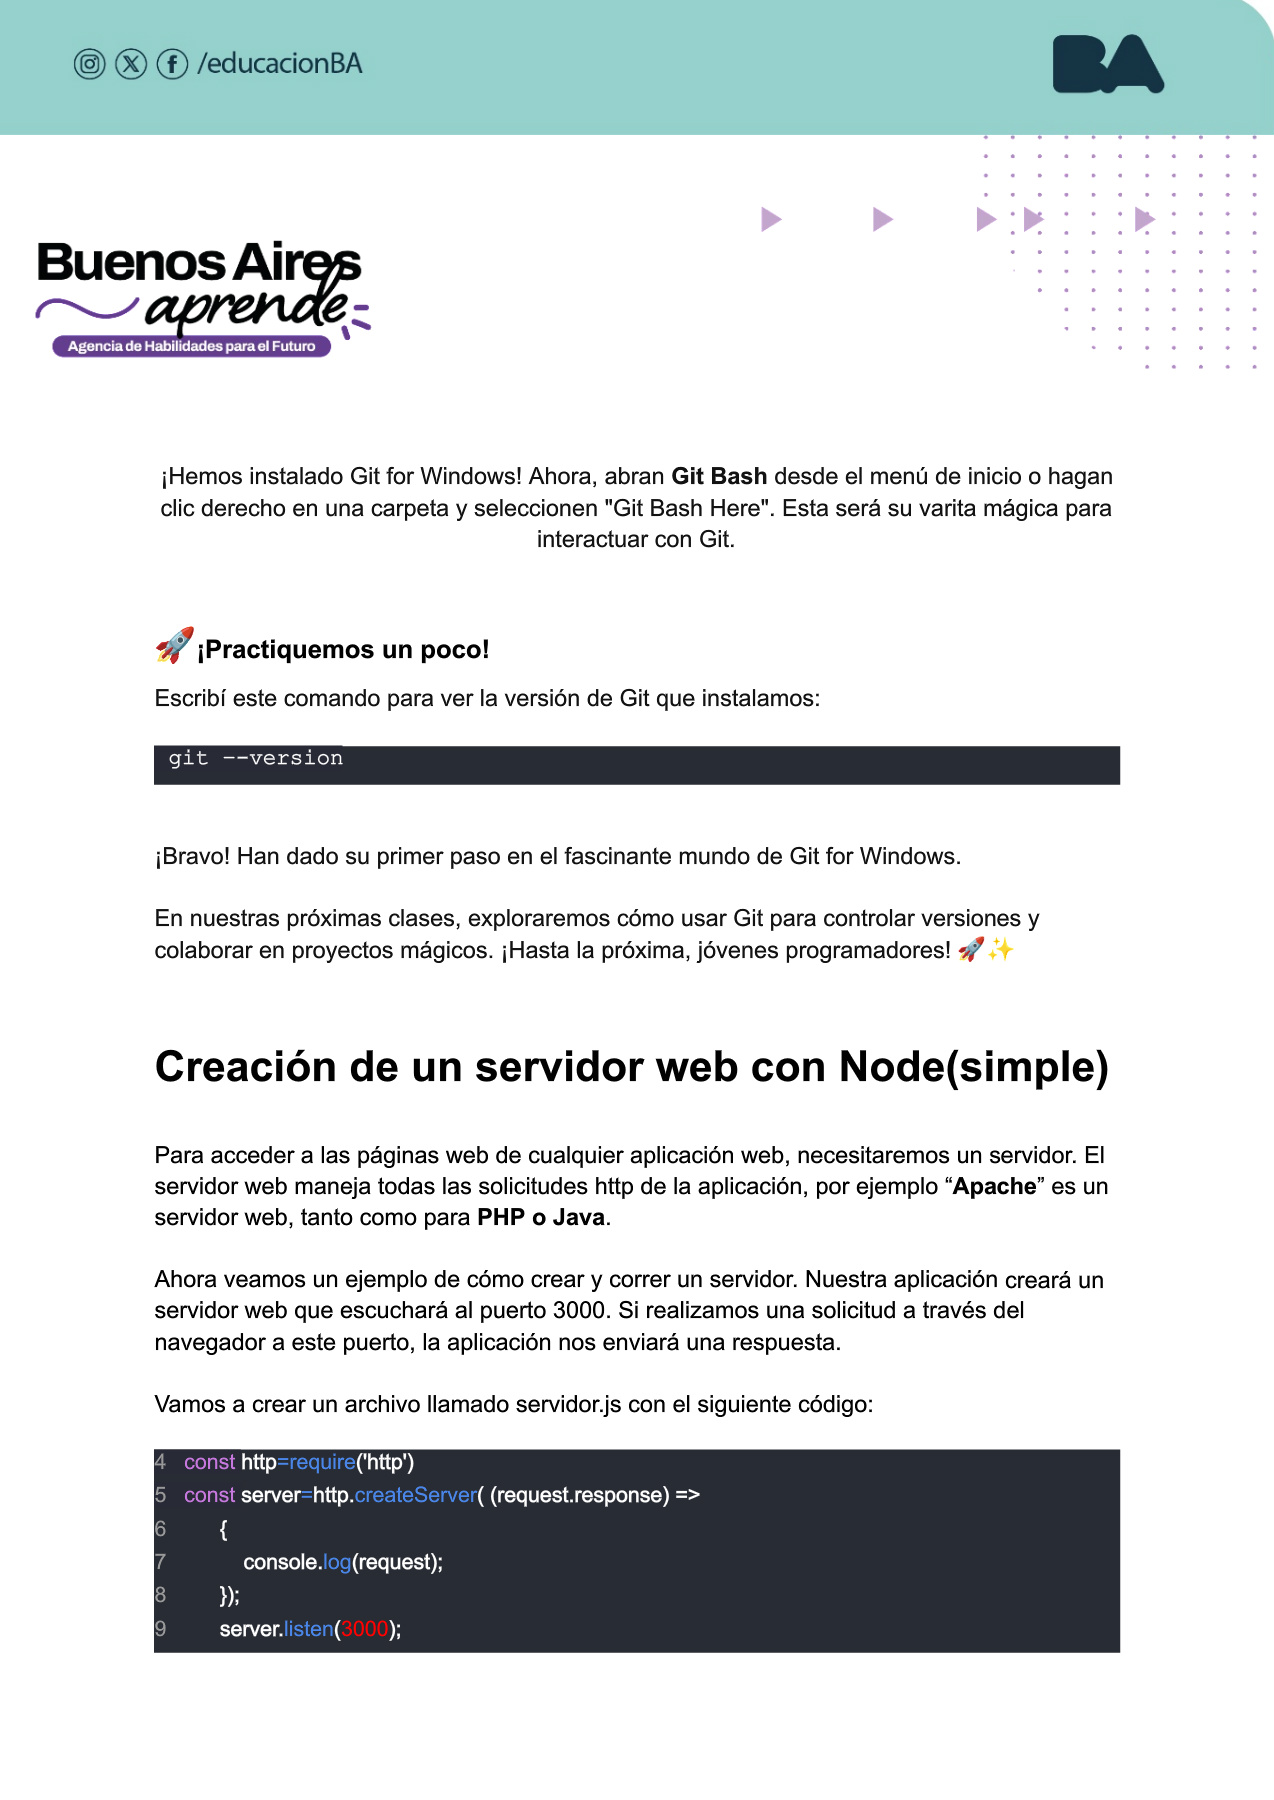 /educacionBA
BA
Buenos Aires
aprende
Agencia de Habilidades para el Futuro
¡Hemos instalado Git for Windows! Ahora, abran Git Bash desde el menú de inicio o hagan
clic derecho en una carpeta y seleccionen "Git Bash Here". Esta será su varita mágica para
interactuar con Git.
🚀¡Practiquemos un poco!
Escribí este comando para ver la versión de Git que instalamos:
git --version
¡Bravo! Han dado su primer paso en el fascinante mundo de Git for Windows.
En nuestras próximas clases, exploraremos cómo usar Git para controlar versiones y
colaborar en proyectos mágicos. ¡Hasta la próxima, jóvenes programadores! 🚀✨
Creación de un servidor web con Node(simple)
Para acceder a las páginas web de cualquier aplicación web, necesitaremos un servidor. El
servidor web maneja todas las solicitudes http de la aplicación, por ejemplo “Apache” es un
servidor web, tanto como para PHP o Java.
Ahora veamos un ejemplo de cómo crear y correr un servidor. Nuestra aplicación creará un
servidor web que escuchará al puerto 3000. Si realizamos una solicitud a través del
navegador a este puerto, la aplicación nos enviará una respuesta.
Vamos a crear un archivo llamado servidor.js con el siguiente código:
4 const http=require('http')
5 const server=http.createServer( (request.response) =>
6 {
7 console.log(request);
8 });
9 server.listen(3000);